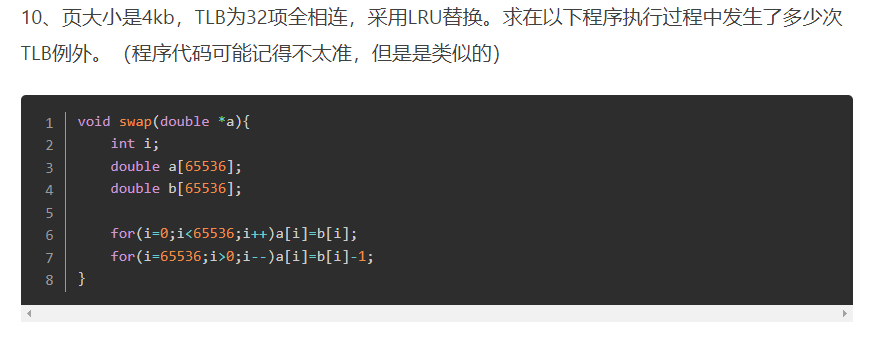 10、页大小是4kb，TLB为32项全相连，采用LRU替换。求在以下程序执行过程中发生了多少次
TLB例外。（程序代码可能记得不太准，但是是类似的）
1 void swap(double *a){
2 int i;
3 double a[65536];
4 double b[65536];
5
6 for(i=0;i<65536;i++)a[i]=b[i];
7 for(i=65536;i>0;i--)a[i]=b[i]-1;
8 }